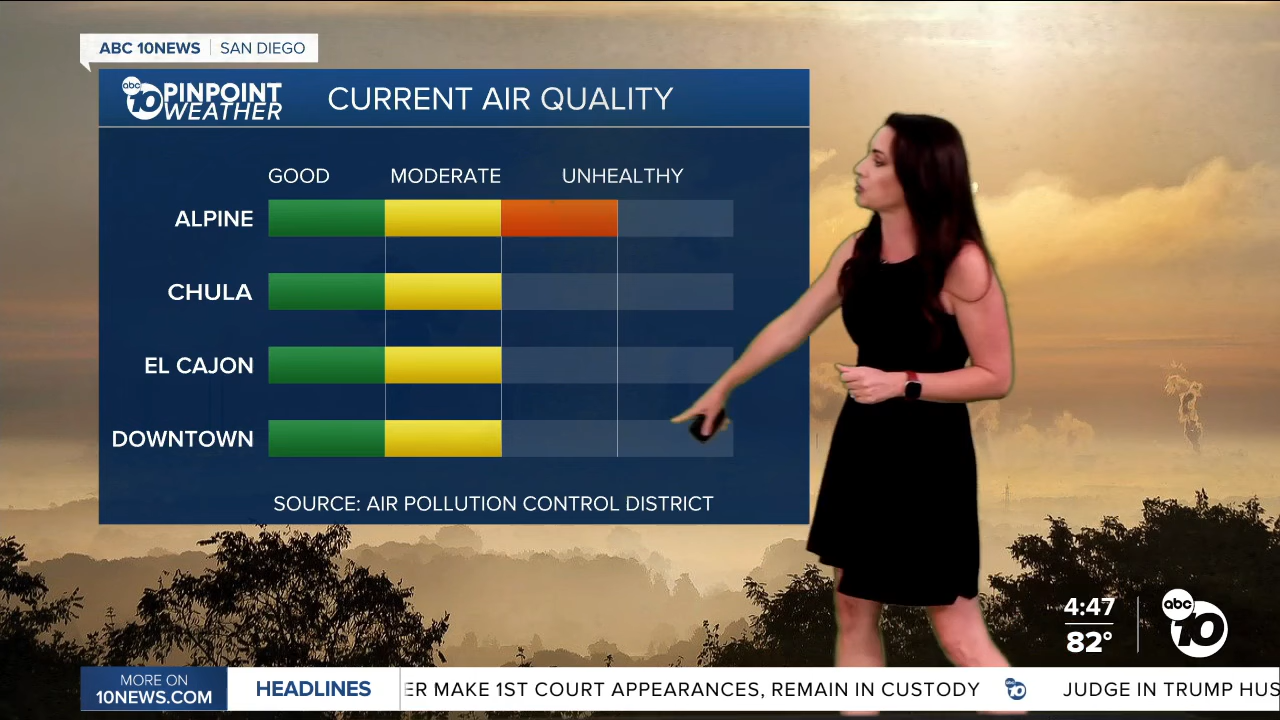 ABC 10NEWS | SAN DIEGO
abc 10 PINPOINT WEATHER
CURRENT AIR QUALITY
GOOD MODERATE UNHEALTHY
ALPINE
CHULA
EL CAJON
DOWNTOWN
SOURCE: AIR POLLUTION CONTROL DISTRICT
4:47
82°
abc 10
MORE ON
10NEWS.COM
HEADLINES
ER MAKE 1ST COURT APPEARANCES, REMAIN IN CUSTODY abc 10 JUDGE IN TRUMP HUS